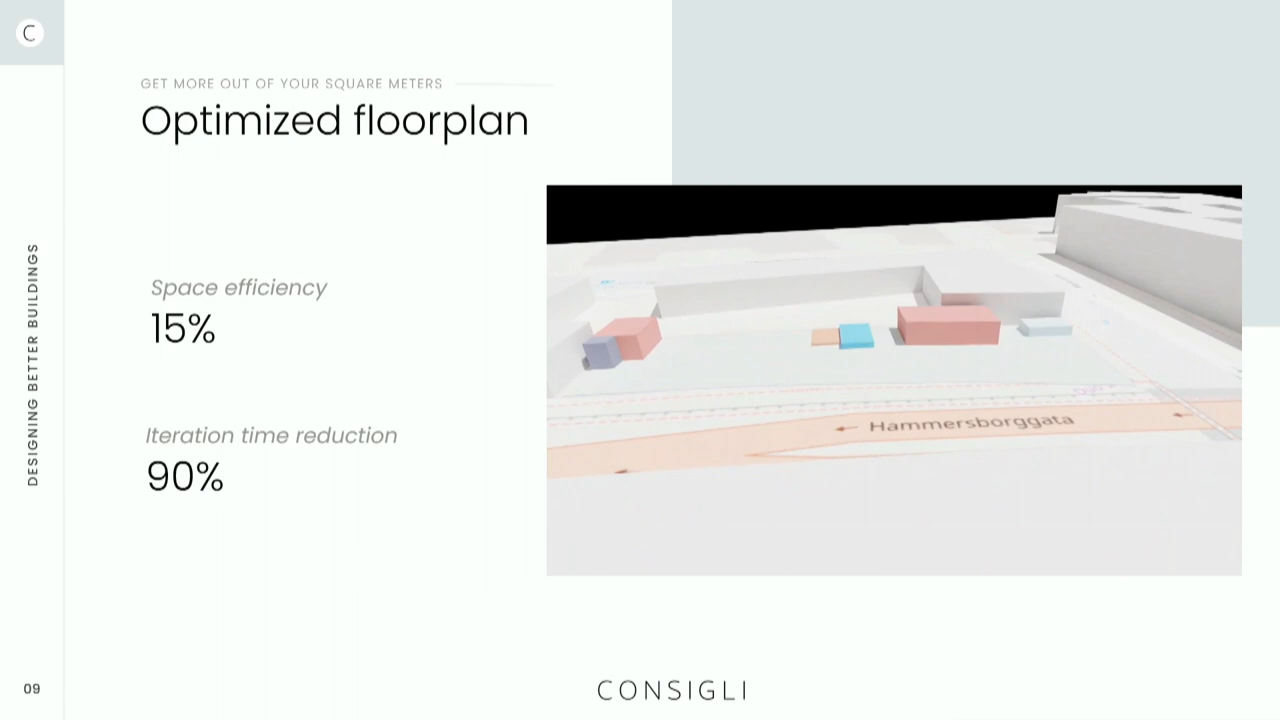 C
GET MORE OUT OF YOUR SQUARE METERS
Optimized floorplan
Space efficiency
15%
Iteration time reduction
90%
Hammersborggata
DESIGNING BETTER BUILDINGS
09
CONSIGLI